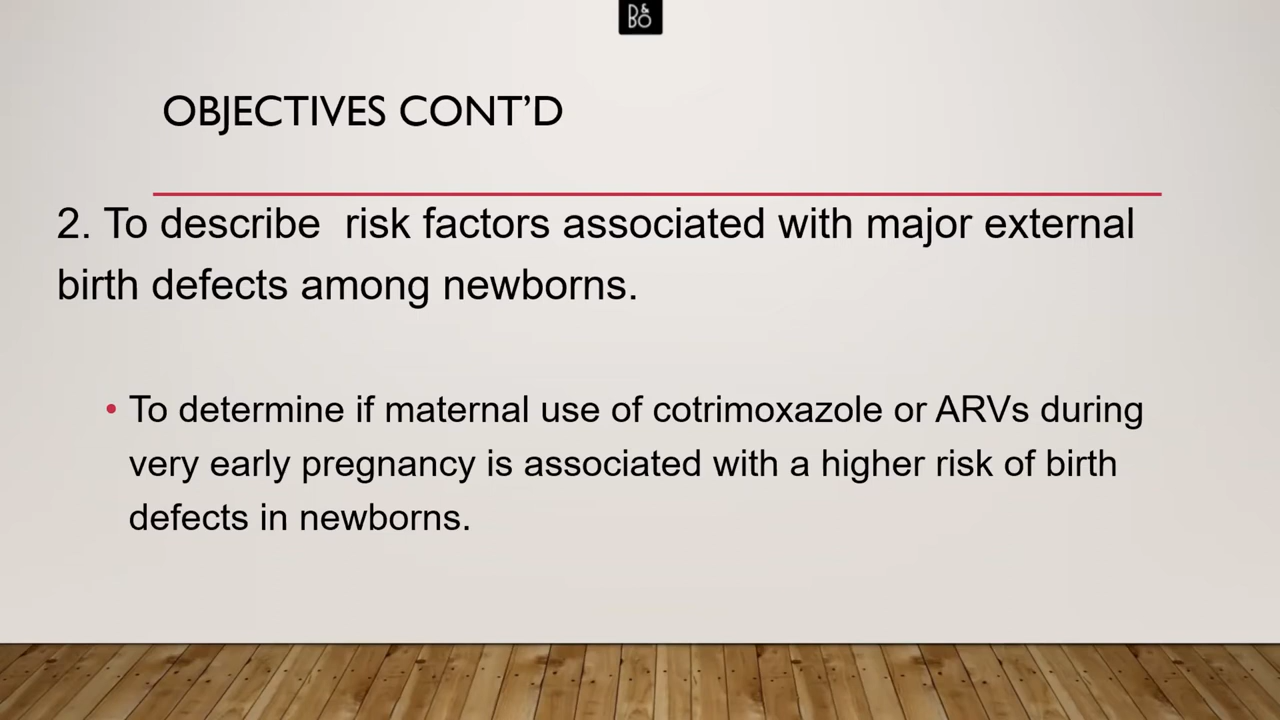 B&O
OBJECTIVES CONT’D
2. To describe  risk factors associated with major external
birth defects among newborns.
• To determine if maternal use of cotrimoxazole or ARVs during
very early pregnancy is associated with a higher risk of birth
defects in newborns.